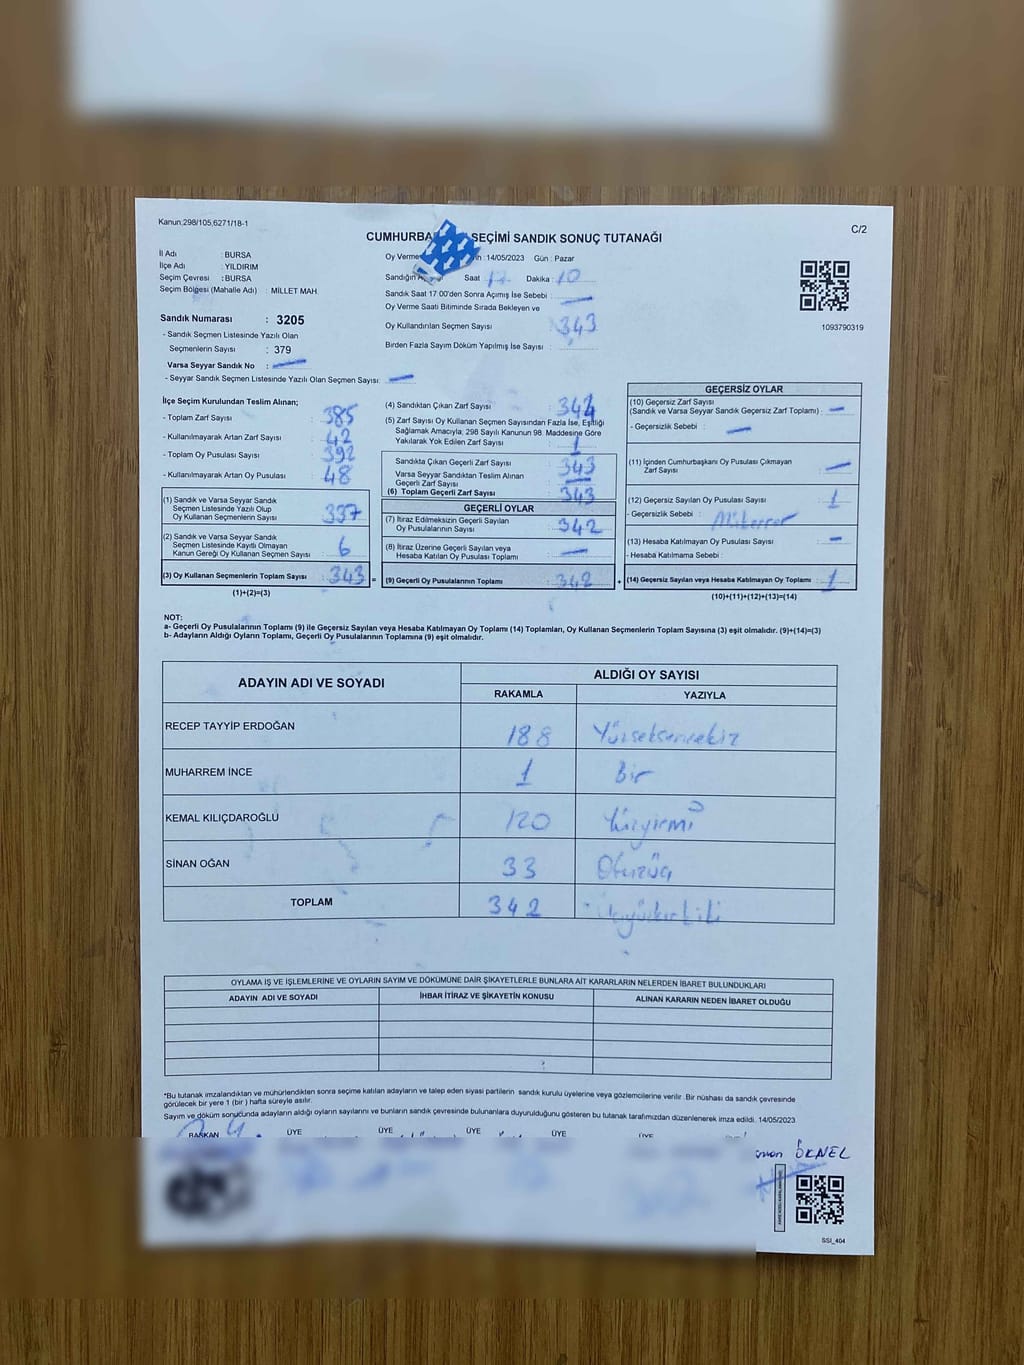 Kanun;298/105,6271/18-1
C/2
CUMHURBA SEÇİMİ SANDIK SONUÇ TUTANAĞI
İl Adı : BURSA
İlçe Adı : YILDIRIM
Seçim Çevresi : BURSA
Seçim Bölgesi (Mahalle Adı) : MİLLET MAH.
Oy Verme : 14/05/2023 Gün : Pazar
Saat : 17 Dakika : 10
Sandık Saat 17 00'den Sonra Açımış İse Sebebi :
Oy Verme Saati Bitiminde Sırada Bekleyen ve
Oy Kullandırılan Seçmen Sayısı : 343
Birden Fazla Sayım Döküm Yapılmış İse Sayısı :
1093790319
Sandık Numarası : 3205
- Sandık Seçmen Listesinde Yazılı Olan
Seçmenlerin Sayısı : 379
Varsa Seyyar Sandık No :
- Seyyar Sandık Seçmen Listesinde Yazılı Olan Seçmen Sayısı:
İlçe Seçim Kurulundan Teslim Alınan;
- Toplam Zarf Sayısı : 385
- Kullanılmayarak Artan Zarf Sayısı : 42
- Toplam Oy Pusulası Sayısı : 392
- Kullanılmayarak Artan Oy Pusulası : 48
(1) Sandık ve Varsa Seyyar Sandık
Seçmen Listesinde Yazılı Olup
Oy Kullanan Seçmenlerin Sayısı : 337
(2) Sandık ve Varsa Seyyar Sandık
Seçmen Listesinde Kaydı Olmayan
Kanun Gereği Oy Kullanan Seçmen Sayısı : 6
(3) Oy Kullanan Seçmenlerin Toplam Sayısı : 343 =
(1)+(2)=(3)
(4) Sandıktan Çıkan Zarf Sayısı :
(5) Zarf Sayısı Oy Kullanan Seçmen Sayısından Fazla İse, Eşitliği
Sağlamak Amacıyla; 298 Sayılı Kanunun 98. Maddesine Göre
Yakılarak Yok Edilen Zarf Sayısı : 1
Sandıkta Çıkan Geçerli Zarf Sayısı : 343
Varsa Seyyar Sandıktan Teslim Alınan
Geçerli Zarf Sayısı :
(6) Toplam Geçerli Zarf Sayısı : 343
GEÇERLİ OYLAR
(7) İtiraz Edilmeksizin Geçerli Sayılan
Oy Pusulalarının Sayısı : 342
(8) İtiraz Üzerine Geçerli Sayılan veya
Hesaba Katılan Oy Pusulası Toplamı :
(9) Geçerli Oy Pusulalarının Toplamı : 342 +
GEÇERSİZ OYLAR
(10) Geçersiz Zarf Sayısı
(Sandık ve Varsa Seyyar Sandık Geçersiz Zarf Toplamı) :
- Geçersizlik Sebebi :
(11) İçinden Cumhurbaşkanı Oy Pusulası Çıkmayan
Zarf Sayısı :
(12) Geçersiz Sayılan Oy Pusulası Sayısı : 1
- Geçersizlik Sebebi :
(13) Hesaba Katılmayan Oy Pusulası Sayısı :
- Hesaba Katılmama Sebebi :
(14) Geçersiz Sayılan veya Hesaba Katılmayan Oy Toplamı : 1
(10)+(11)+(12)+(13)=(14)
NOT:
a- Geçerli Oy Pusulalarının Toplamı (9) ile Geçersiz Sayılan veya Hesaba Katılmayan Oy Toplamı (14) Toplamları, Oy Kullanan Seçmenlerin Toplam Sayısına (3) eşit olmalıdır. (9)+(14)=(3)
b- Adayların Aldığı Oyların Toplamı, Geçerli Oy Pusulalarının Toplamına (9) eşit olmalıdır.
ADAYIN ADI VE SOYADI ALDIĞI OY SAYISI
RAKAMLA YAZIYLA
RECEP TAYYİP ERDOĞAN 188 Yüzseksensekiz
MUHARREM İNCE 1 Bir
KEMAL KILIÇDAROĞLU 120 Yüzyirmi
SİNAN OĞAN 33 Otuzüç
TOPLAM 342
OYLAMA İŞ VE İŞLEMLERİNE VE OYLARIN SAYIM VE DÖKÜMÜNE DAİR ŞİKAYETLERLE BUNLARA AİT KARARLARIN NELERDEN İBARET BULUNDUKLARI
ADAYIN ADI VE SOYADI İHBAR İTİRAZ VE ŞİKAYETİN KONUSU ALINAN KARARIN NEDEN İBARET OLDUĞU
*Bu tutanak imzalandıktan ve mühürlendikten sonra seçime katılan adayların ve talep eden siyasi partilerin sandık kurulu üyelerine veya gözlemcilerine verilir. Bir nüshası da sandık çevresinde
görülecek bir yere 1 (bir) hafta süreyle asılır.
Sayım ve döküm sonucunda adayların aldığı oyların sayılarını ve bunların sandık çevresinde bulunanlara duyurulduğunu gösteren bu tutanak tarafımızdan düzenlenerek imza edildi. 14/05/2023
BAŞKAN ÜYE ÜYE ÜYE ÜYE ÜYE
ÖKNEL
SSI_404